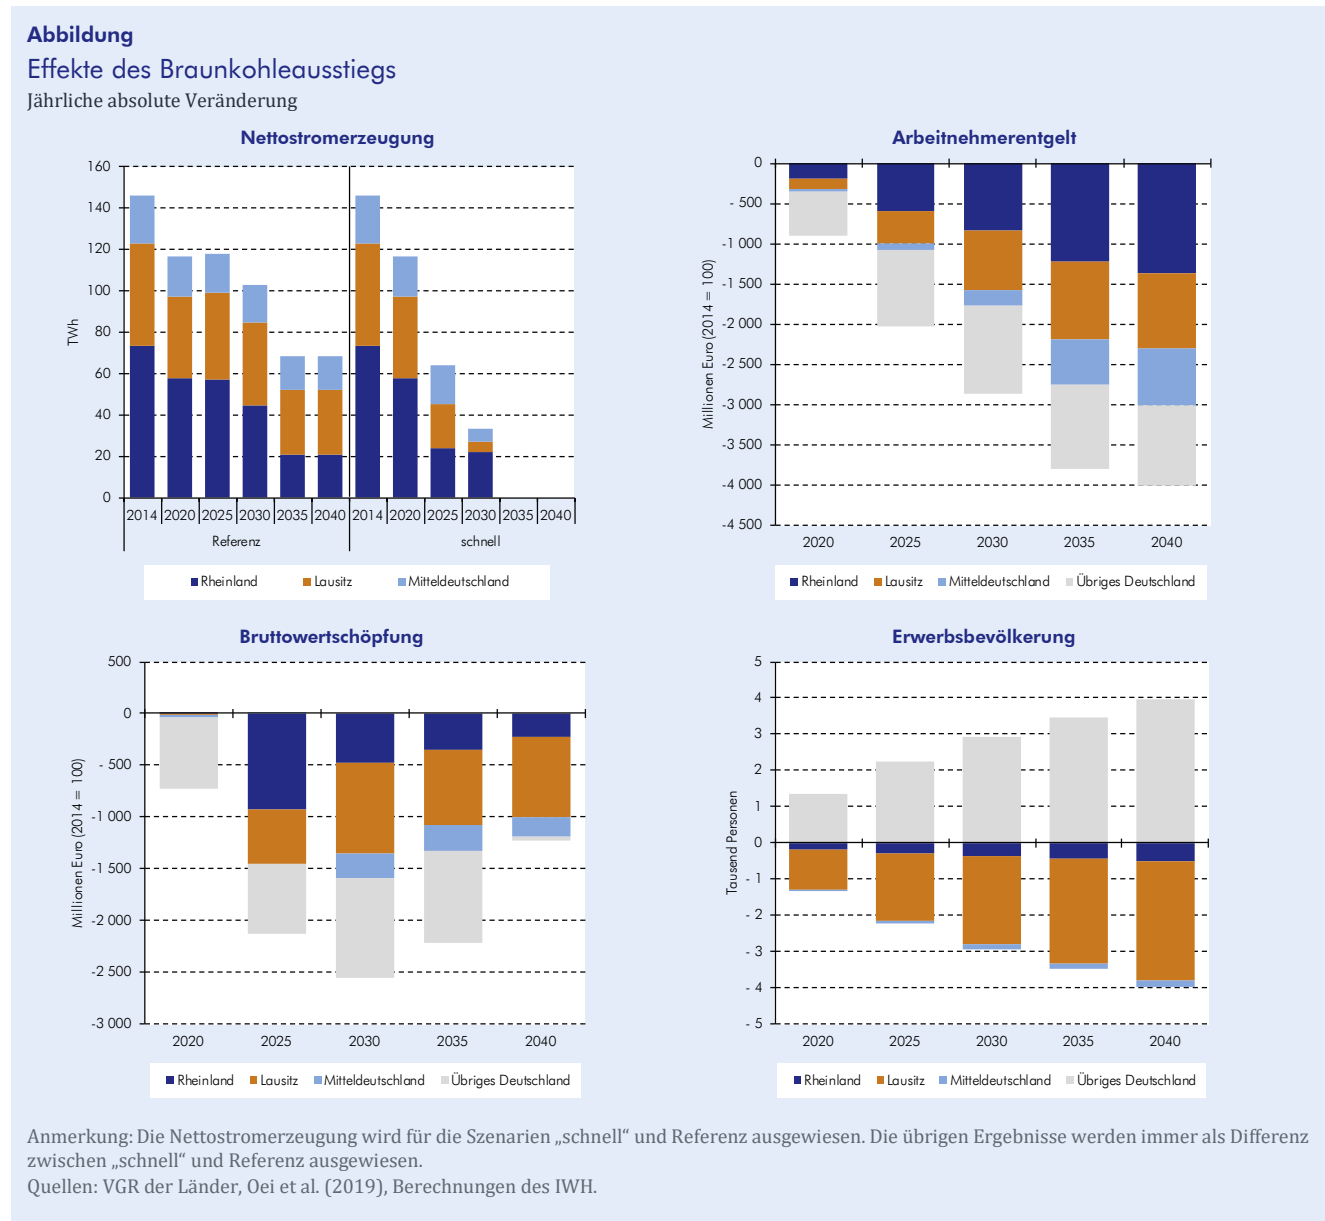 Abbildung
Effekte des Braunkohleausstiegs
Jährliche absolute Veränderung
Nettostromerzeugung
160
140
120
100
80
60
40
20
0
TWh
2014 2020 2025 2030 2035 2040 2014 2020 2025 2030 2035 2040
Referenz schnell
Rheinland Lausitz Mitteldeutschland
Arbeitnehmerentgelt
0
- 500
-1 000
-1 500
-2 000
-2 500
-3 000
-3 500
-4 000
-4 500
Millionen Euro (2014 = 100)
2020 2025 2030 2035 2040
Rheinland Lausitz Mitteldeutschland Übriges Deutschland
Bruttowertschöpfung
500
0
- 500
-1 000
-1 500
-2 000
-2 500
-3 000
Millionen Euro (2014 = 100)
2020 2025 2030 2035 2040
Rheinland Lausitz Mitteldeutschland Übriges Deutschland
Erwerbsbevölkerung
5
4
3
2
1
0
- 1
- 2
- 3
- 4
- 5
Tausend Personen
2020 2025 2030 2035 2040
Rheinland Lausitz Mitteldeutschland Übriges Deutschland
Anmerkung: Die Nettostromerzeugung wird für die Szenarien „schnell“ und Referenz ausgewiesen. Die übrigen Ergebnisse werden immer als Differenz
zwischen „schnell“ und Referenz ausgewiesen.
Quellen: VGR der Länder, Oei et al. (2019), Berechnungen des IWH.